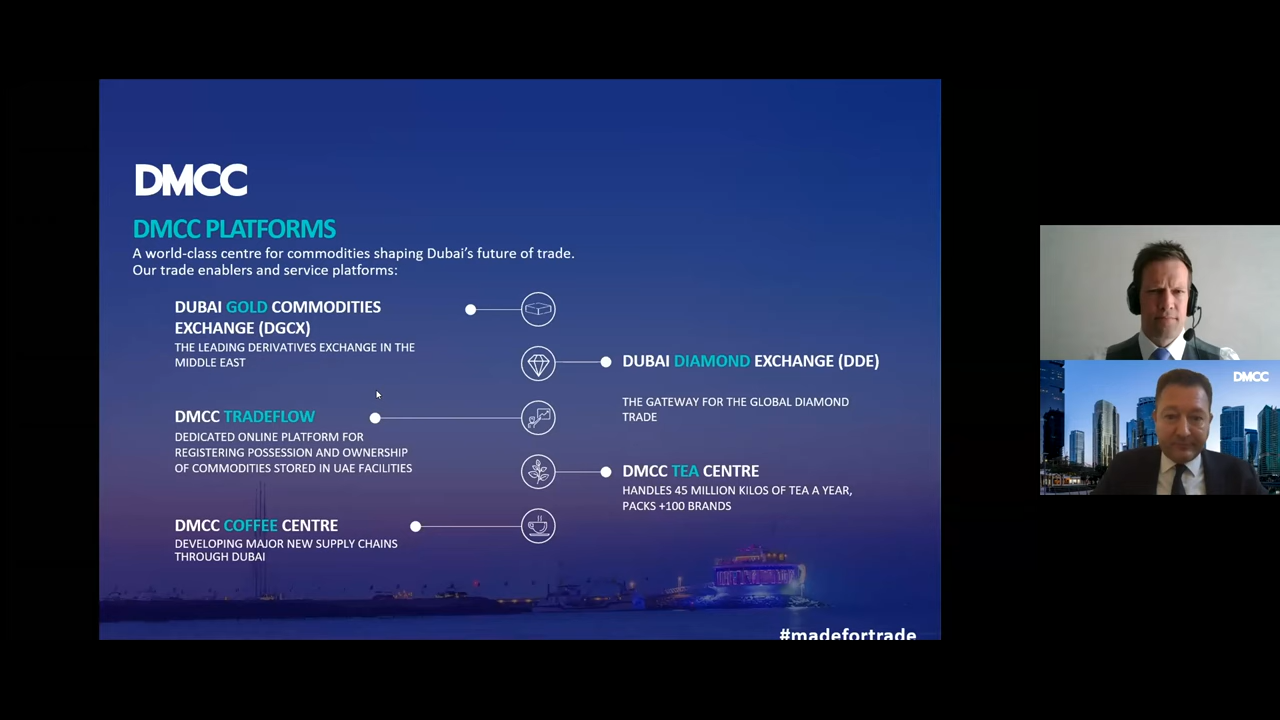 DMCC
DMCC PLATFORMS
A world-class centre for commodities shaping Dubai's future of trade.
Our trade enablers and service platforms:
DUBAI GOLD COMMODITIES
EXCHANGE (DGCX)
THE LEADING DERIVATIVES EXCHANGE IN THE
MIDDLE EAST
DUBAI DIAMOND EXCHANGE (DDE)
THE GATEWAY FOR THE GLOBAL DIAMOND
TRADE
DMCC TRADEFLOW
DEDICATED ONLINE PLATFORM FOR
REGISTERING POSSESSION AND OWNERSHIP
OF COMMODITIES STORED IN UAE FACILITIES
DMCC TEA CENTRE
HANDLES 45 MILLION KILOS OF TEA A YEAR,
PACKS +100 BRANDS
DMCC COFFEE CENTRE
DEVELOPING MAJOR NEW SUPPLY CHAINS
THROUGH DUBAI
#madefortrade
DMCC